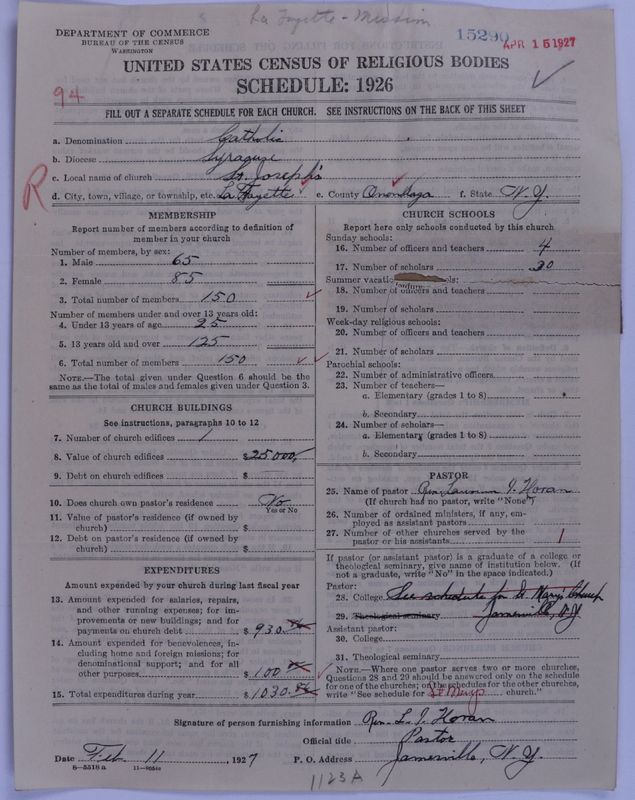 La Fayette - Mission
DEPARTMENT OF COMMERCE
BUREAU OF THE CENSUS
WASHINGTON
15290
APR 15 1927
UNITED STATES CENSUS OF RELIGIOUS BODIES
SCHEDULE: 1926
94
FILL OUT A SEPARATE SCHEDULE FOR EACH CHURCH. SEE INSTRUCTIONS ON THE BACK OF THIS SHEET
a. Denomination Catholic
b. Diocese Syracuse
c. Local name of church St. Joseph's
R
d. City, town, village, or township, etc. La Fayette e. County Onondaga f. State N.Y.
MEMBERSHIP
Report number of members according to definition of
member in your church
Number of members, by sex:
1. Male 65
2. Female 85
3. Total number of members 150
Number of members under and over 13 years old:
4. Under 13 years of age 25
5. 13 years old and over 125
6. Total number of members 150
NOTE.—The total given under Question 6 should be the
same as the total of males and females given under Question 3.
CHURCH BUILDINGS
See instructions, paragraphs 10 to 12
7. Number of church edifices 1
8. Value of church edifices $25000.
9. Debt on church edifices $
10. Does church own pastor's residence No
Yes or No
11. Value of pastor's residence (if owned by
church) $
12. Debt on pastor's residence (if owned by
church) $
EXPENDITURES
Amount expended by your church during last fiscal year
13. Amount expended for salaries, repairs,
and other running expenses; for im-
provements or new buildings; and for
payments on church debt $930.
14. Amount expended for benevolences, in-
cluding home and foreign missions; for
denominational support; and for all
other purposes $100
15. Total expenditures during year $1030.
CHURCH SCHOOLS
Report here only schools conducted by this church
Sunday schools:
16. Number of officers and teachers 4
17. Number of scholars 30
Summer vacation schools:
18. Number of officers and teachers
19. Number of scholars
Week-day religious schools:
20. Number of officers and teachers
21. Number of scholars
Parochial schools:
22. Number of administrative officers
23. Number of teachers—
a. Elementary (grades 1 to 8)
b. Secondary
24. Number of scholars—
a. Elementary (grades 1 to 8)
b. Secondary
PASTOR
25. Name of pastor Rev. J. Horan
(If church has no pastor, write "None")
26. Number of ordained ministers, if any, em-
ployed as assistant pastors
27. Number of other churches served by the
pastor or his assistants 1
If pastor (or assistant pastor) is a graduate of a college or
theological seminary, give name of institution below. (If
not a graduate, write "No" in the space indicated.)
Pastor:
28. College See schedule for St. Mary's Church
29. Theological seminary Jamesville, N.Y.
Assistant pastor:
30. College
31. Theological seminary
NOTE.—Where one pastor serves two or more churches,
Questions 28 and 29 should be answered only on the schedule
for one of the churches; on the schedules for the other churches,
write "See schedule for St Marys church."
Signature of person furnishing information Rev. L. J. Horan
Official title Pastor
Date Feb 11, 1927 P. O. Address Jamesville, N.Y.
8—5518a
1123A